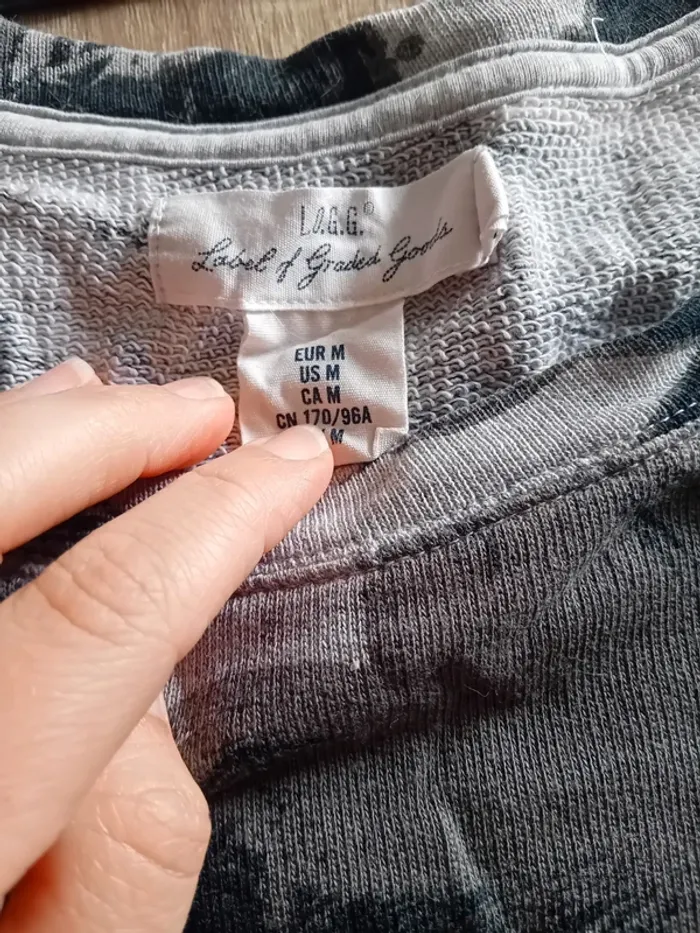 L.O.G.G.®
Label of Graded Goods
EUR M
US M
CA M
CN 170/96A
M